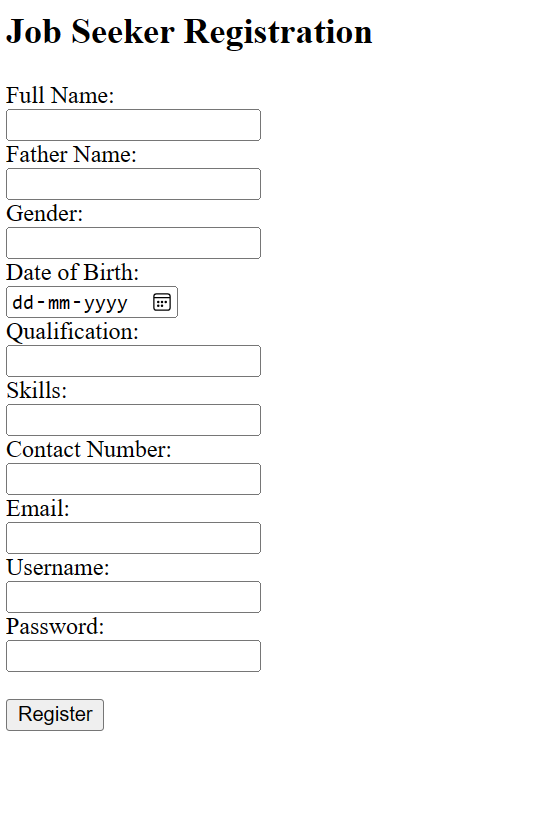 Job Seeker Registration
Full Name:
Father Name:
Gender:
Date of Birth:
dd-mm-yyyy
Qualification:
Skills:
Contact Number:
Email:
Username:
Password:
Register